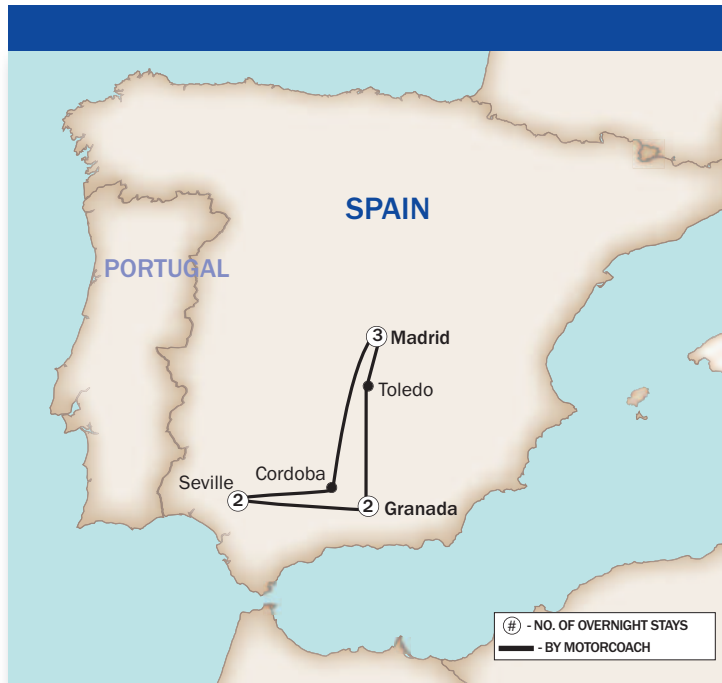 SPAIN
PORTUGAL
3 Madrid
Toledo
Cordoba
Seville
2
2 Granada
# - NO. OF OVERNIGHT STAYS
- BY MOTORCOACH